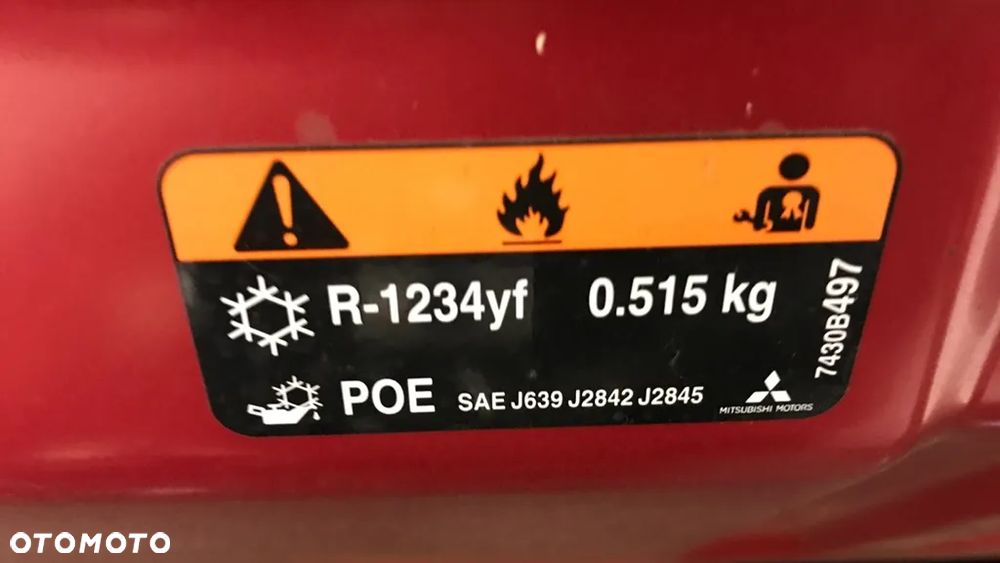 R-1234yf 0.515 kg
POE SAE J639 J2842 J2845
MITSUBISHI MOTORS
7430B497
OTOMOTO